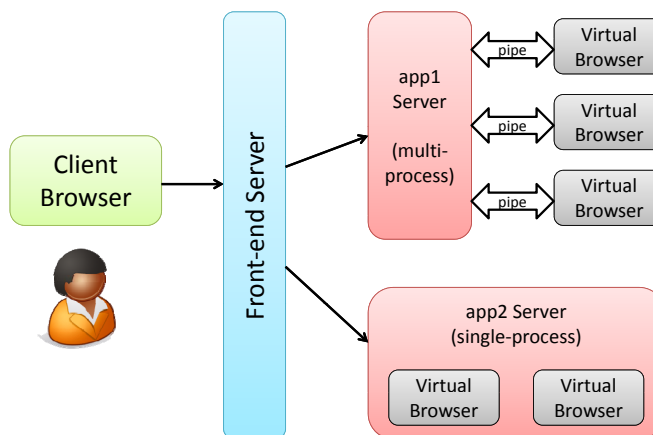 Client
Browser
Front-end Server
app1
Server
(multi-
process)
pipe
Virtual
Browser
pipe
Virtual
Browser
pipe
Virtual
Browser
app2 Server
(single-process)
Virtual
Browser
Virtual
Browser